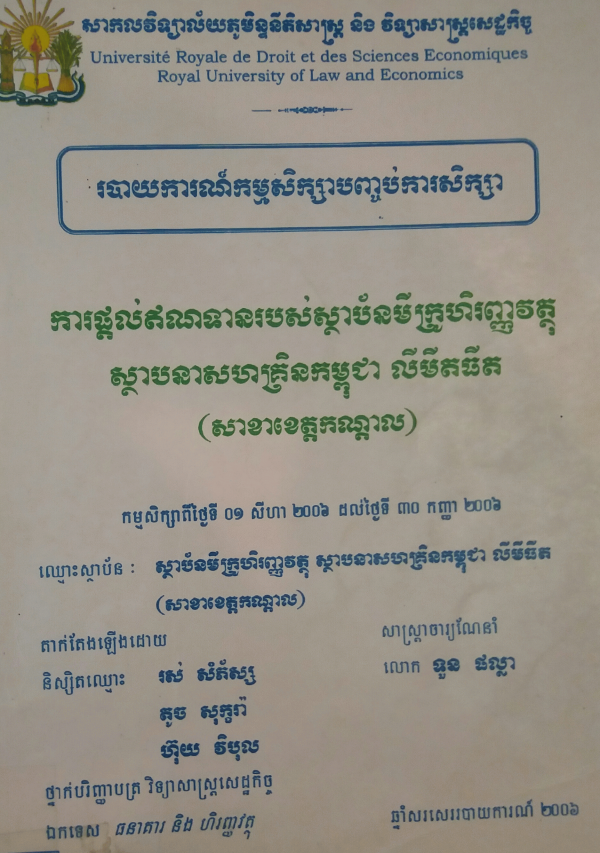 សាកលវិទ្យាល័យភូមិន្ទនីតិសាស្ត្រ និង វិទ្យាសាស្ត្រសេដ្ឋកិច្ច
Université Royale de Droit et des Sciences Economiques
Royal University of Law and Economics
របាយការណ៍កម្មសិក្សាបញ្ចប់ការសិក្សា
ការផ្តល់ឥណទានរបស់ស្ថាប័នមីក្រូហិរញ្ញវត្ថុ
ស្ថាបនាសហគ្រិនកម្ពុជា លីមីតធីត
(សាខាខេត្តកណ្តាល)
កម្មសិក្សាពីថ្ងៃទី ០១ សីហា ២០០៦ ដល់ថ្ងៃទី ៣០ កញ្ញា ២០០៦
ឈ្មោះស្ថាប័ន : ស្ថាប័នមីក្រូហិរញ្ញវត្ថុ ស្ថាបនាសហគ្រិនកម្ពុជា លីមីធីត
(សាខាខេត្តកណ្តាល)
តាក់តែងឡើងដោយ
សាស្ត្រាចារ្យណែនាំ
និស្សិតឈ្មោះ រស់ សំភ័ស្ស
លោក ទួន ផល្លា
តូច សុក្ខរ៉ា
ហ៊ុយ វិបុល
ថ្នាក់បរិញ្ញាបត្រ វិទ្យាសាស្ត្រសេដ្ឋកិច្ច
ឯកទេស ធនាគារ និង ហិរញ្ញវត្ថុ
ឆ្នាំសរសេររបាយការណ៍ ២០០៦